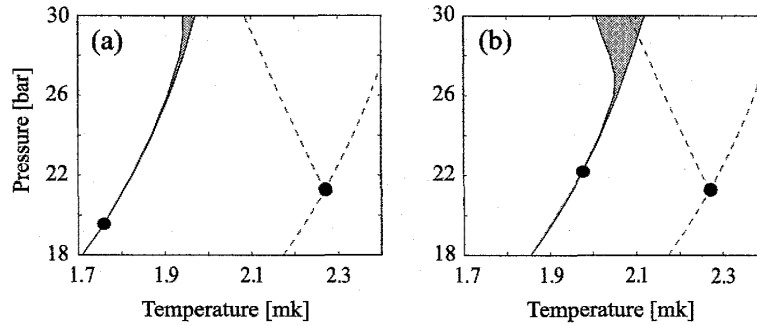 30
(a)
(b)
Pressure [bar]
26
22
18
1.7 1.9 2.1 2.3
Temperature [mk]
30
26
22
18
1.7 1.9 2.1 2.3
Temperature [mk]